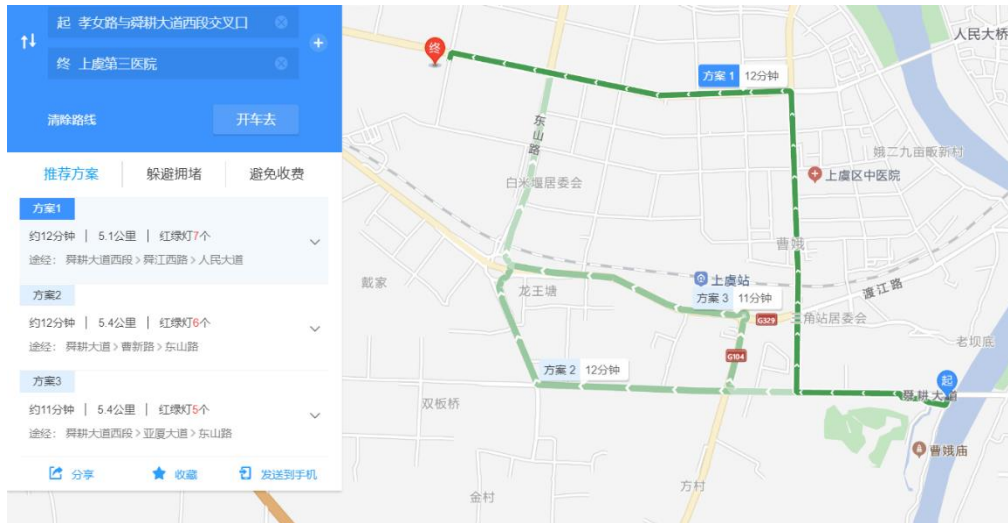 起 孝女路与舜耕大道西段交叉口
终 上虞第三医院
清除路线
开车去
推荐方案
躲避拥堵
避免收费
方案1
约12分钟 | 5.1公里 | 红绿灯7个
途经： 舜耕大道西段>舜江西路>人民大道
方案2
约12分钟 | 5.4公里 | 红绿灯6个
途经： 舜耕大道>曹新路>东山路
方案3
约11分钟 | 5.4公里 | 红绿灯5个
途经： 舜耕大道西段>亚厦大道>东山路
分享
收藏
发送到手机
人民大桥
终
方案 1 12分钟
东山路
娥二九亩畈新村
上虞区中医院
白米堰居委会
曹娥
戴家
上虞站
龙王塘
方案 3 11分钟
渡江路
G329
三角站居委会
老坝底
G104
方案 2 12分钟
起
舜耕大道
双板桥
曹娥庙
方村
金村